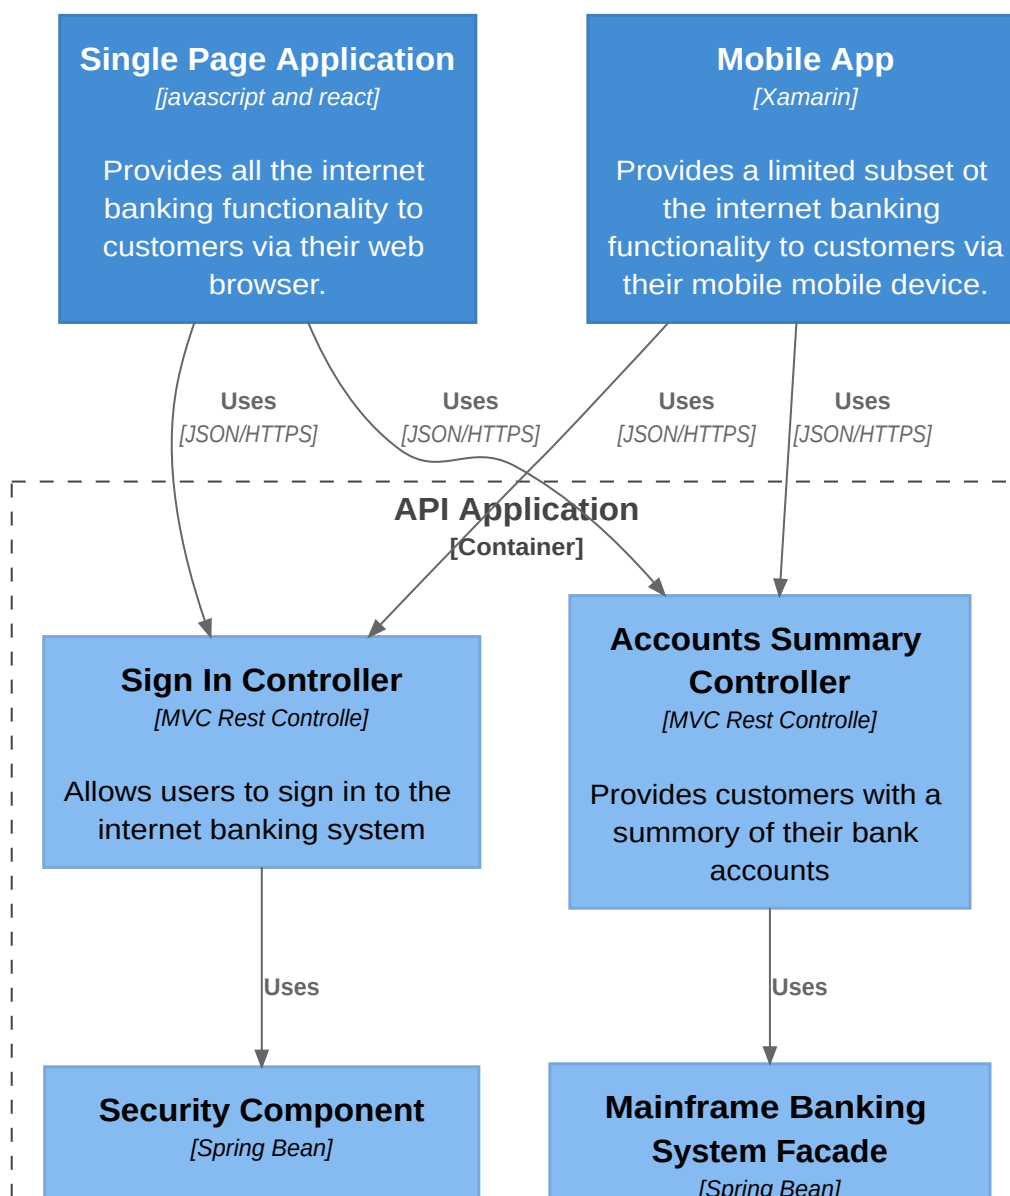 Single Page Application
[javascript and react]
Provides all the internet
banking functionality to
customers via their web
browser.
Mobile App
[Xamarin]
Provides a limited subset ot
the internet banking
functionality to customers via
their mobile mobile device.
Uses
[JSON/HTTPS]
Uses
[JSON/HTTPS]
Uses
[JSON/HTTPS]
Uses
[JSON/HTTPS]
API Application
[Container]
Sign In Controller
[MVC Rest Controlle]
Allows users to sign in to the
internet banking system
Accounts Summary
Controller
[MVC Rest Controlle]
Provides customers with a
summory of their bank
accounts
Uses
Uses
Security Component
[Spring Bean]
Mainframe Banking
System Facade
[Spring Bean]